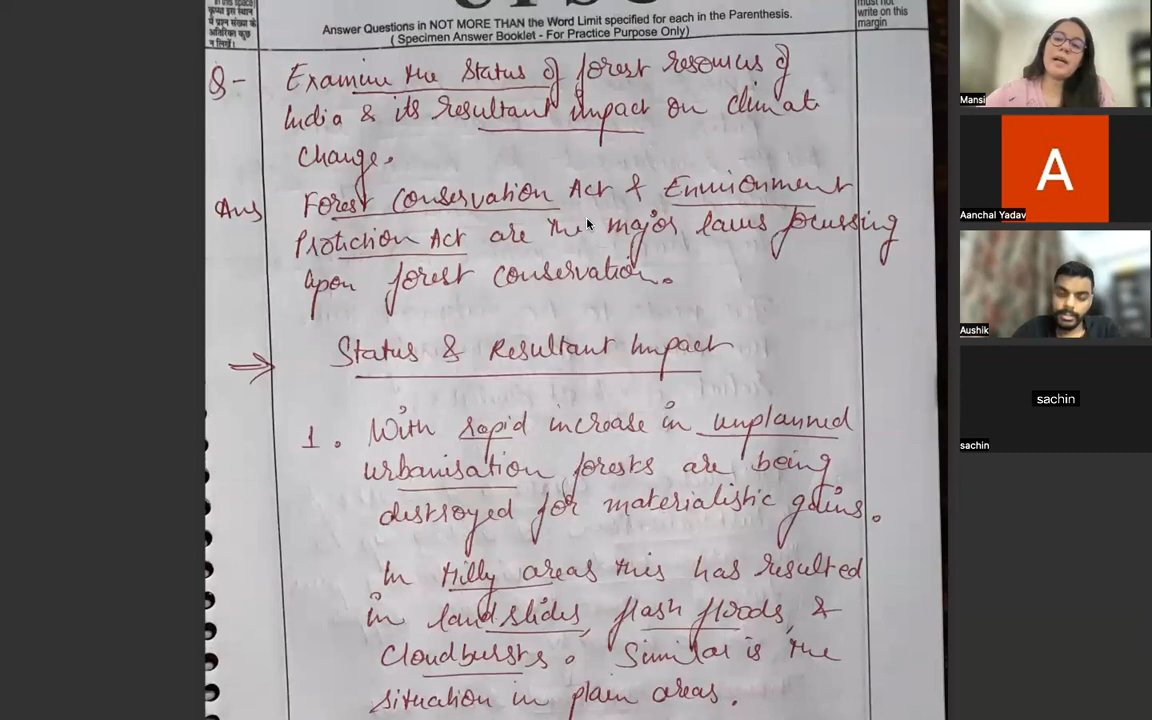 Answer Questions in NOT MORE THAN the Word Limit specified for each in the Parenthesis.
( Specimen Answer Booklet - For Practice Purpose Only)
must not
write on this
margin
Q- Examine the Status of forest resources of
India & its resultant impact on climate
change.
Ans Forest Conservation Act & Environment
Protection Act are the major laws focussing
upon forest conservation.
Status & Resultant Impact
1. With rapid increase in unplanned
urbanisation forests are being
distroyed for materialistic gains.
In Hilly areas this has resulted
in landslides, flash floods, &
Cloudbursts. Similar is the
situation in plain areas.
Mansi
A
Aanchal Yadav
Aushik
sachin
sachin